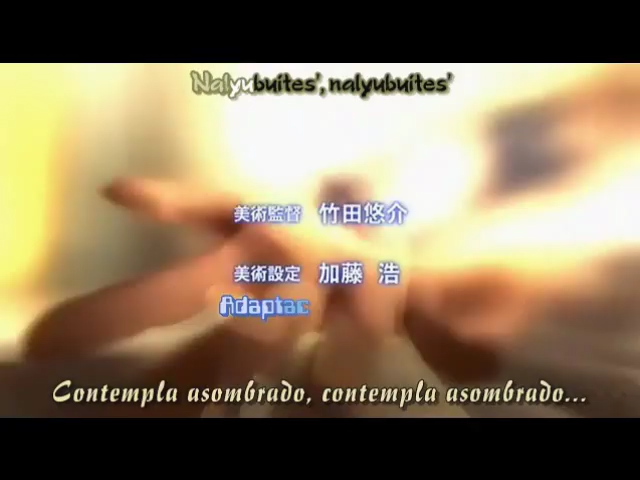 Nalyubuites', nalyubuites'
美術監督 竹田悠介
美術設定 加藤 浩
Adaptac
Contempla asombrado, contempla asombrado...